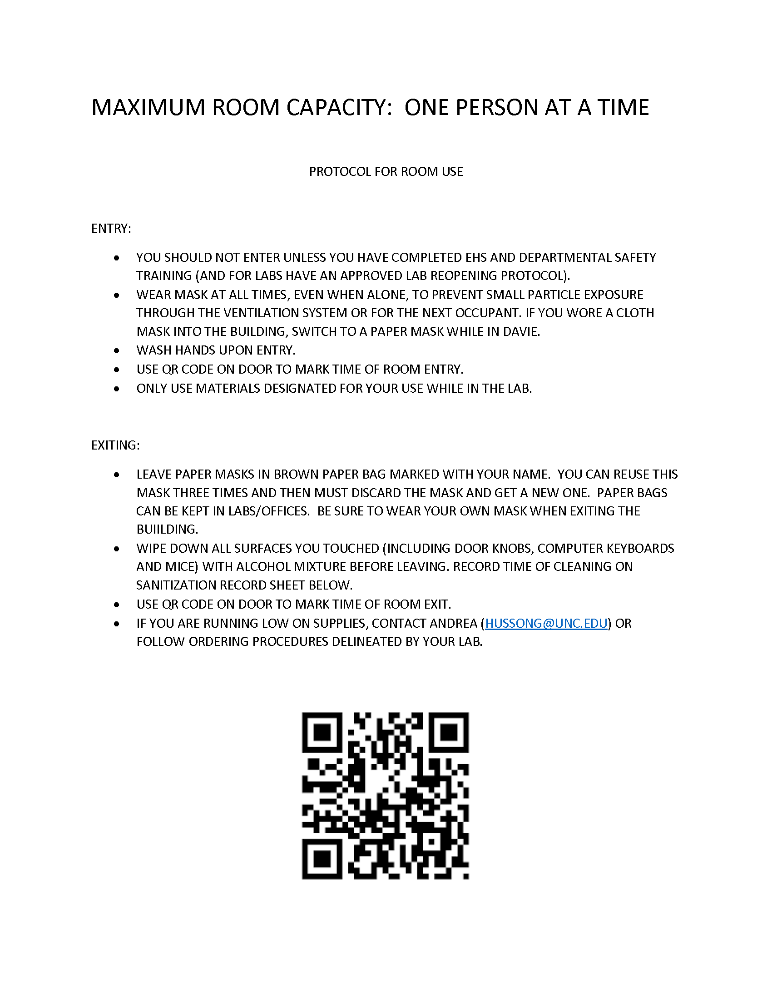 MAXIMUM ROOM CAPACITY:  ONE PERSON AT A TIME
PROTOCOL FOR ROOM USE
ENTRY:
• YOU SHOULD NOT ENTER UNLESS YOU HAVE COMPLETED EHS AND DEPARTMENTAL SAFETY
TRAINING (AND FOR LABS HAVE AN APPROVED LAB REOPENING PROTOCOL).
• WEAR MASK AT ALL TIMES, EVEN WHEN ALONE, TO PREVENT SMALL PARTICLE EXPOSURE
THROUGH THE VENTILATION SYSTEM OR FOR THE NEXT OCCUPANT. IF YOU WORE A CLOTH
MASK INTO THE BUILDING, SWITCH TO A PAPER MASK WHILE IN DAVIE.
• WASH HANDS UPON ENTRY.
• USE QR CODE ON DOOR TO MARK TIME OF ROOM ENTRY.
• ONLY USE MATERIALS DESIGNATED FOR YOUR USE WHILE IN THE LAB.
EXITING:
• LEAVE PAPER MASKS IN BROWN PAPER BAG MARKED WITH YOUR NAME.  YOU CAN REUSE THIS
MASK THREE TIMES AND THEN MUST DISCARD THE MASK AND GET A NEW ONE.  PAPER BAGS
CAN BE KEPT IN LABS/OFFICES.  BE SURE TO WEAR YOUR OWN MASK WHEN EXITING THE
BUIILDING.
• WIPE DOWN ALL SURFACES YOU TOUCHED (INCLUDING DOOR KNOBS, COMPUTER KEYBOARDS
AND MICE) WITH ALCOHOL MIXTURE BEFORE LEAVING. RECORD TIME OF CLEANING ON
SANITIZATION RECORD SHEET BELOW.
• USE QR CODE ON DOOR TO MARK TIME OF ROOM EXIT.
• IF YOU ARE RUNNING LOW ON SUPPLIES, CONTACT ANDREA (HUSSONG@UNC.EDU) OR
FOLLOW ORDERING PROCEDURES DELINEATED BY YOUR LAB.